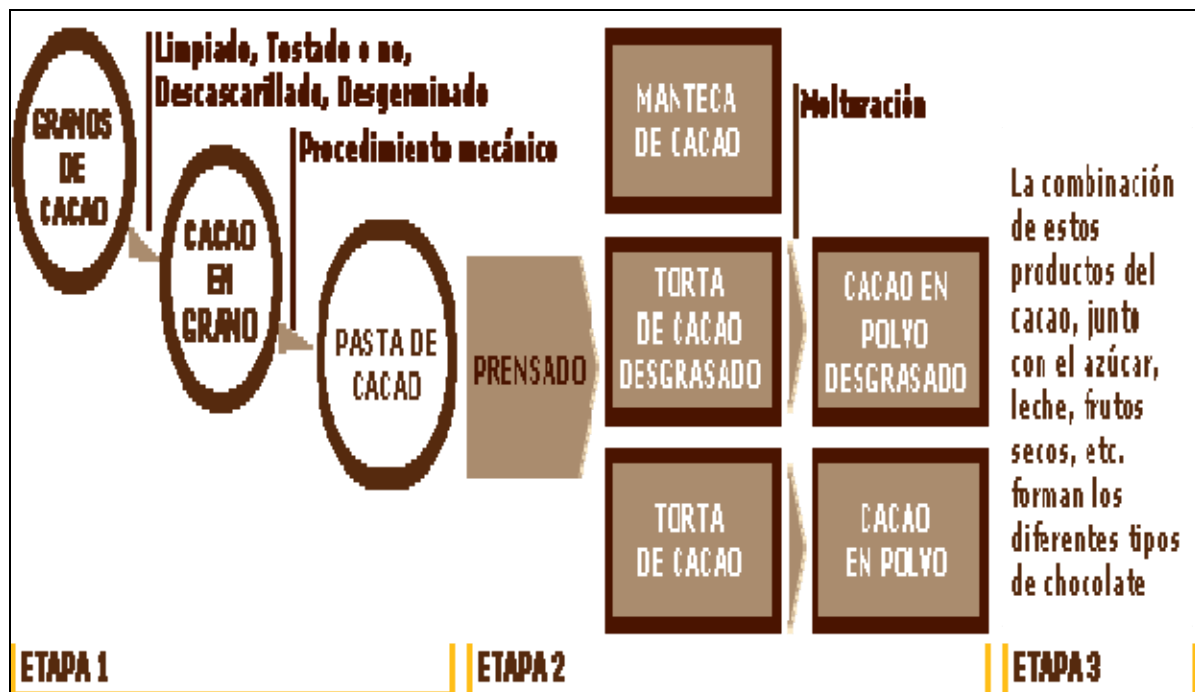 Limpiado, Tostado o no,
Descascarillado, Desgerminado
GRANOS
DE
CACAO
Procedimiento mecánico
CACAO
EN
GRANO
PASTA DE
CACAO
PRENSADO
MANTECA
DE CACAO
Molturación
TORTA
DE CACAO
DESGRASADO
CACAO EN
POLVO
DESGRASADO
TORTA
DE CACAO
CACAO
EN POLVO
La combinación
de estos
productos del
cacao, junto
con el azúcar,
leche, frutos
secos, etc.
forman los
diferentes tipos
de chocolate
ETAPA 1
ETAPA 2
ETAPA 3